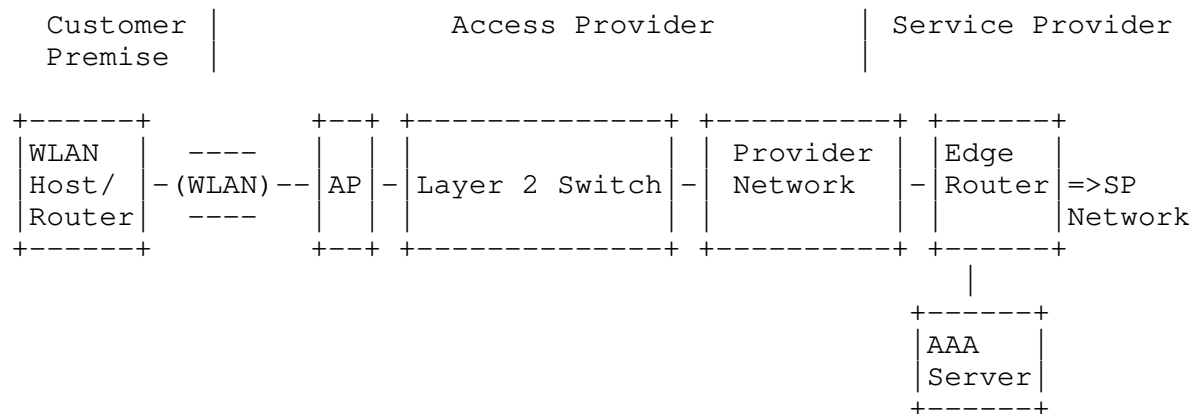 Customer | Access Provider | Service Provider
Premise | |
+------+ +--+ +--------------+ +----------+ +------+
|WLAN | ---- | | | | | Provider | |Edge |
|Host/ |-(WLAN)--|AP|-|Layer 2 Switch|-| Network |-|Router|=>SP
|Router| ---- | | | | | | | |Network
+------+ +--+ +--------------+ +----------+ +------+
|
+------+
|AAA |
|Server|
+------+